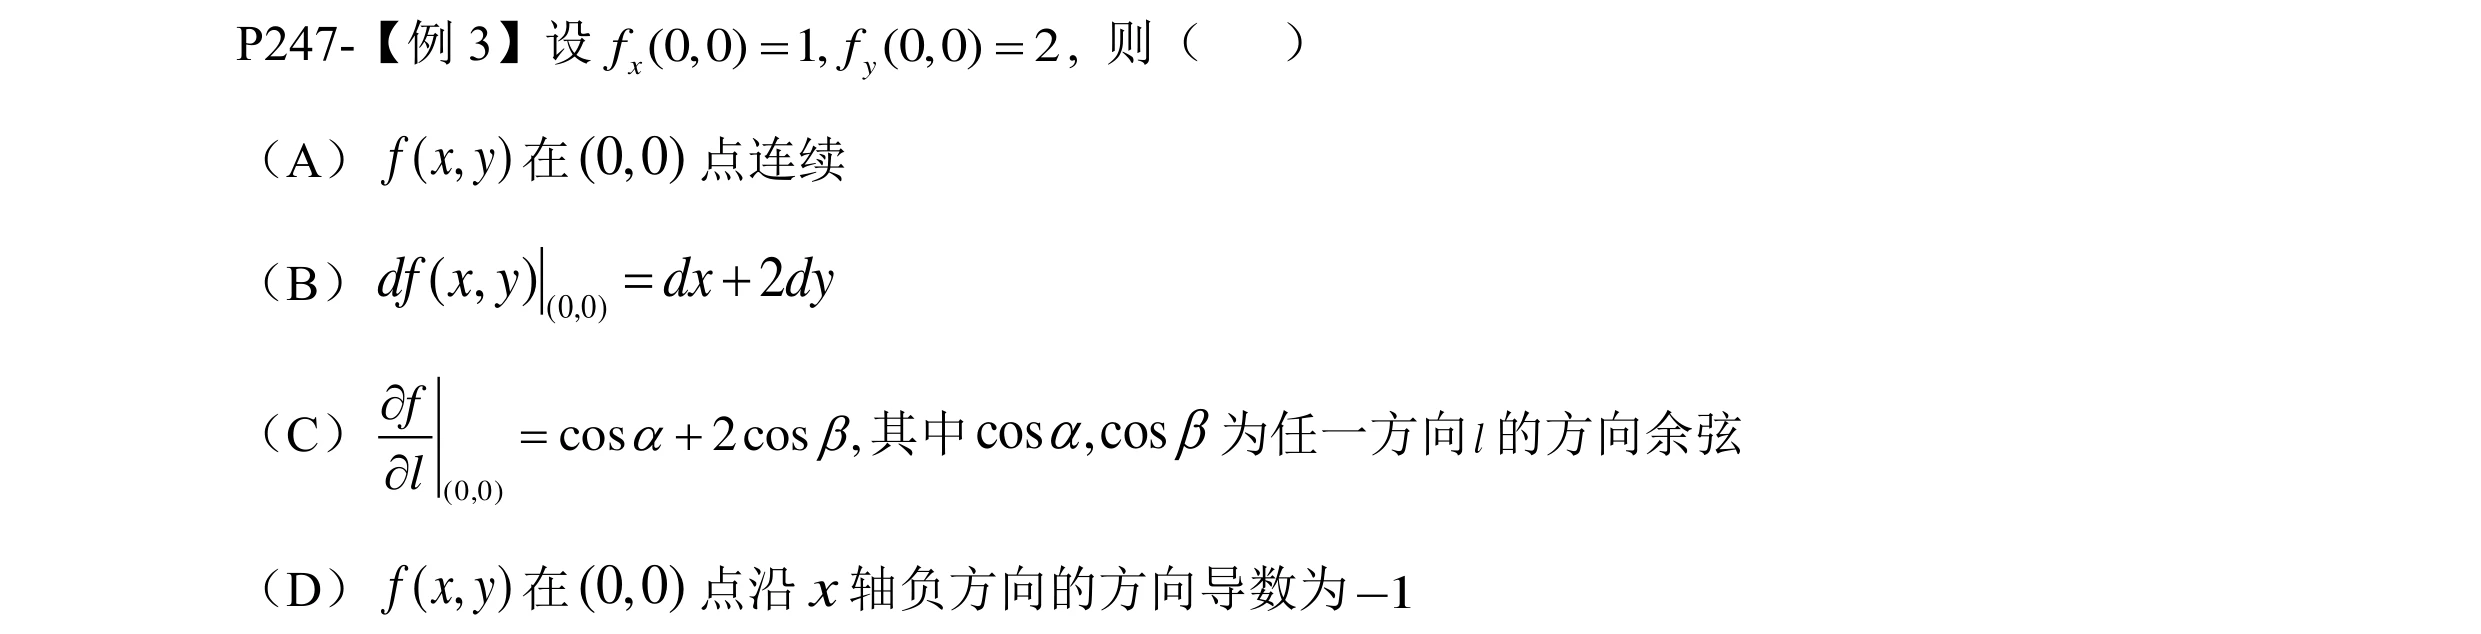 P247-【例 3】设 $f_x(0,0)=1, f_y(0,0)=2$，则（　　）
（A）$f(x,y)$ 在 $(0,0)$ 点连续
（B）$df(x,y)\big|_{(0,0)}=dx+2dy$
（C）$\frac{\partial f}{\partial l}\big|_{(0,0)}=\cos\alpha+2\cos\beta$, 其中 $\cos\alpha,\cos\beta$ 为任一方向 $l$ 的方向余弦
（D）$f(x,y)$ 在 $(0,0)$ 点沿 $x$ 轴负方向的方向导数为 $-1$